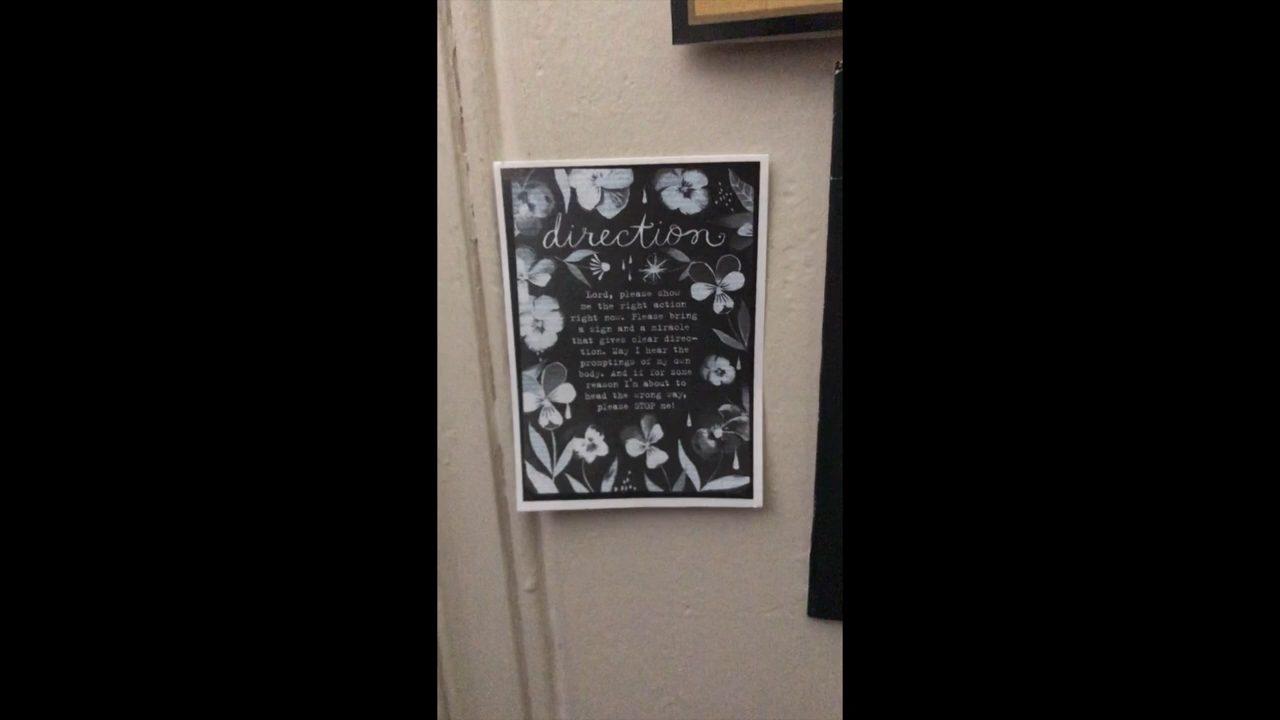 direction
Lord, please show
me the right action
right now. Please bring
a sign and a miracle
that gives clear direc-
tion. May I hear the
promptings of my own
body. And if for some
reason I'm about to
head the wrong way,
please STOP me!